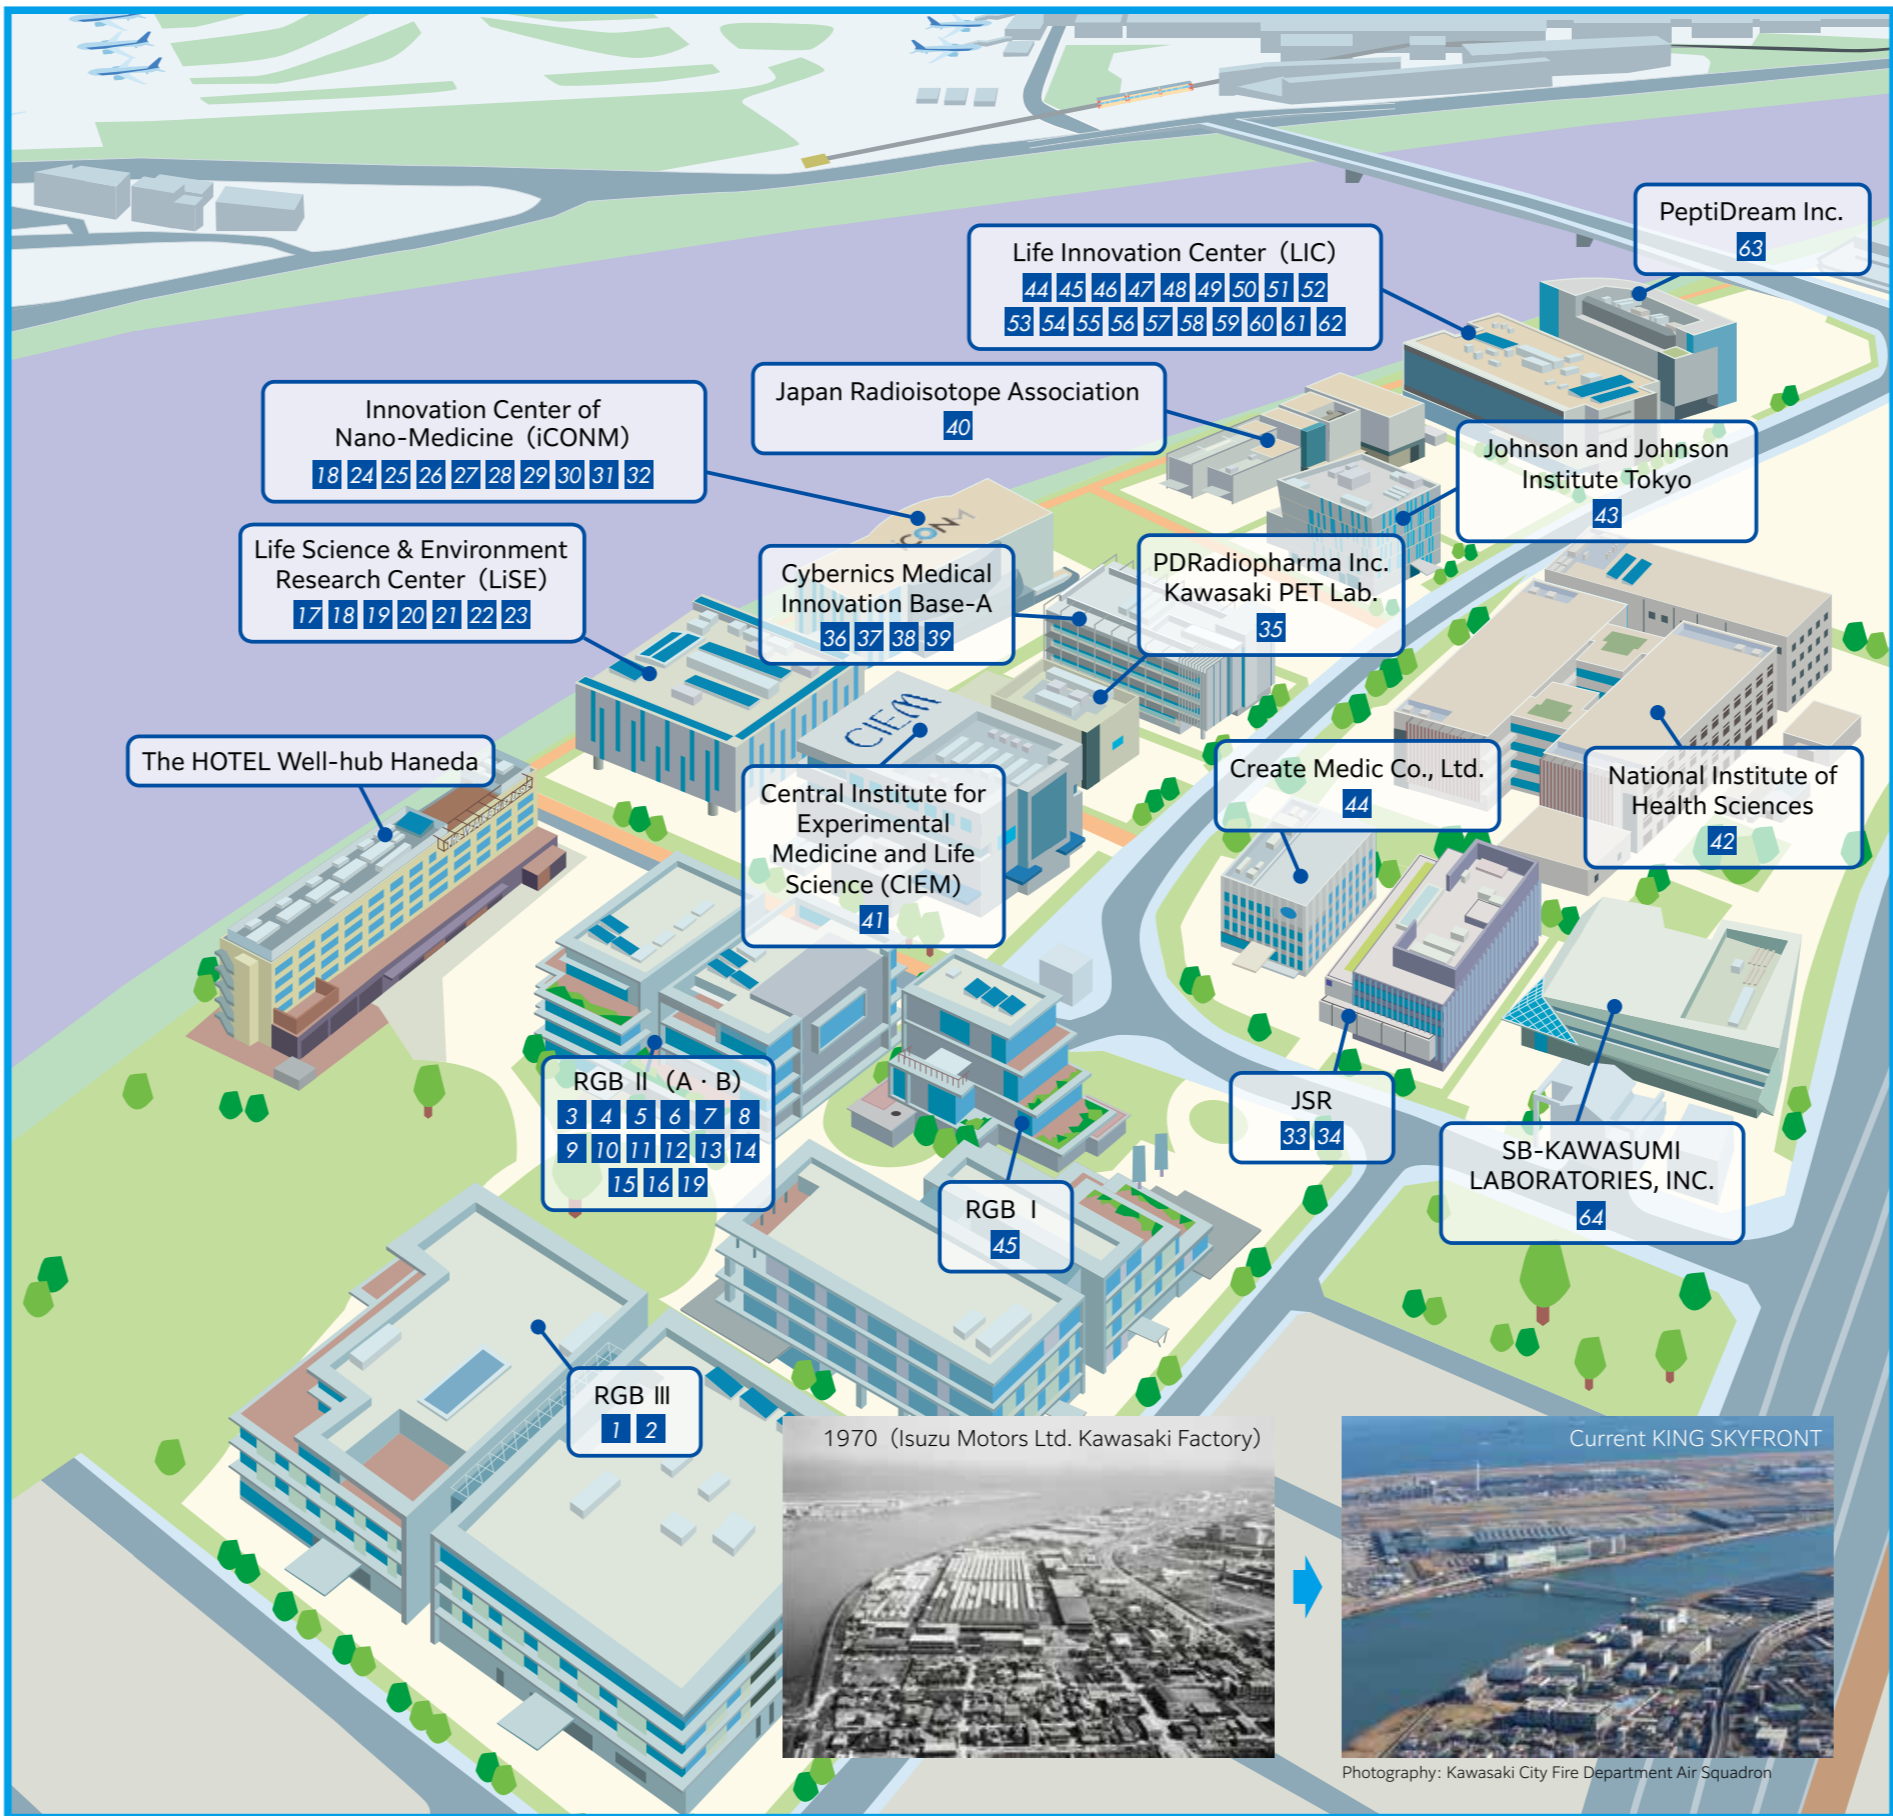 PeptiDream Inc.
63
Life Innovation Center (LIC)
44 45 46 47 48 49 50 51 52
53 54 55 56 57 58 59 60 61 62
Japan Radioisotope Association
40
Innovation Center of
Nano-Medicine (iCONM)
18 24 25 26 27 28 29 30 31 32
Johnson and Johnson
Institute Tokyo
43
iCONM
Life Science & Environment
Research Center (LiSE)
17 18 19 20 21 22 23
Cybernics Medical
Innovation Base-A
36 37 38 39
PDRadiopharma Inc.
Kawasaki PET Lab.
35
CIEM
The HOTEL Well-hub Haneda
Central Institute for
Experimental
Medicine and Life
Science (CIEM)
41
Create Medic Co., Ltd.
44
National Institute of
Health Sciences
42
RGB II (A · B)
3 4 5 6 7 8
9 10 11 12 13 14
15 16 19
JSR
33 34
SB-KAWASUMI
LABORATORIES, INC.
64
RGB I
45
RGB III
1 2
1970 (Isuzu Motors Ltd. Kawasaki Factory)
Current KING SKYFRONT
Photography: Kawasaki City Fire Department Air Squadron